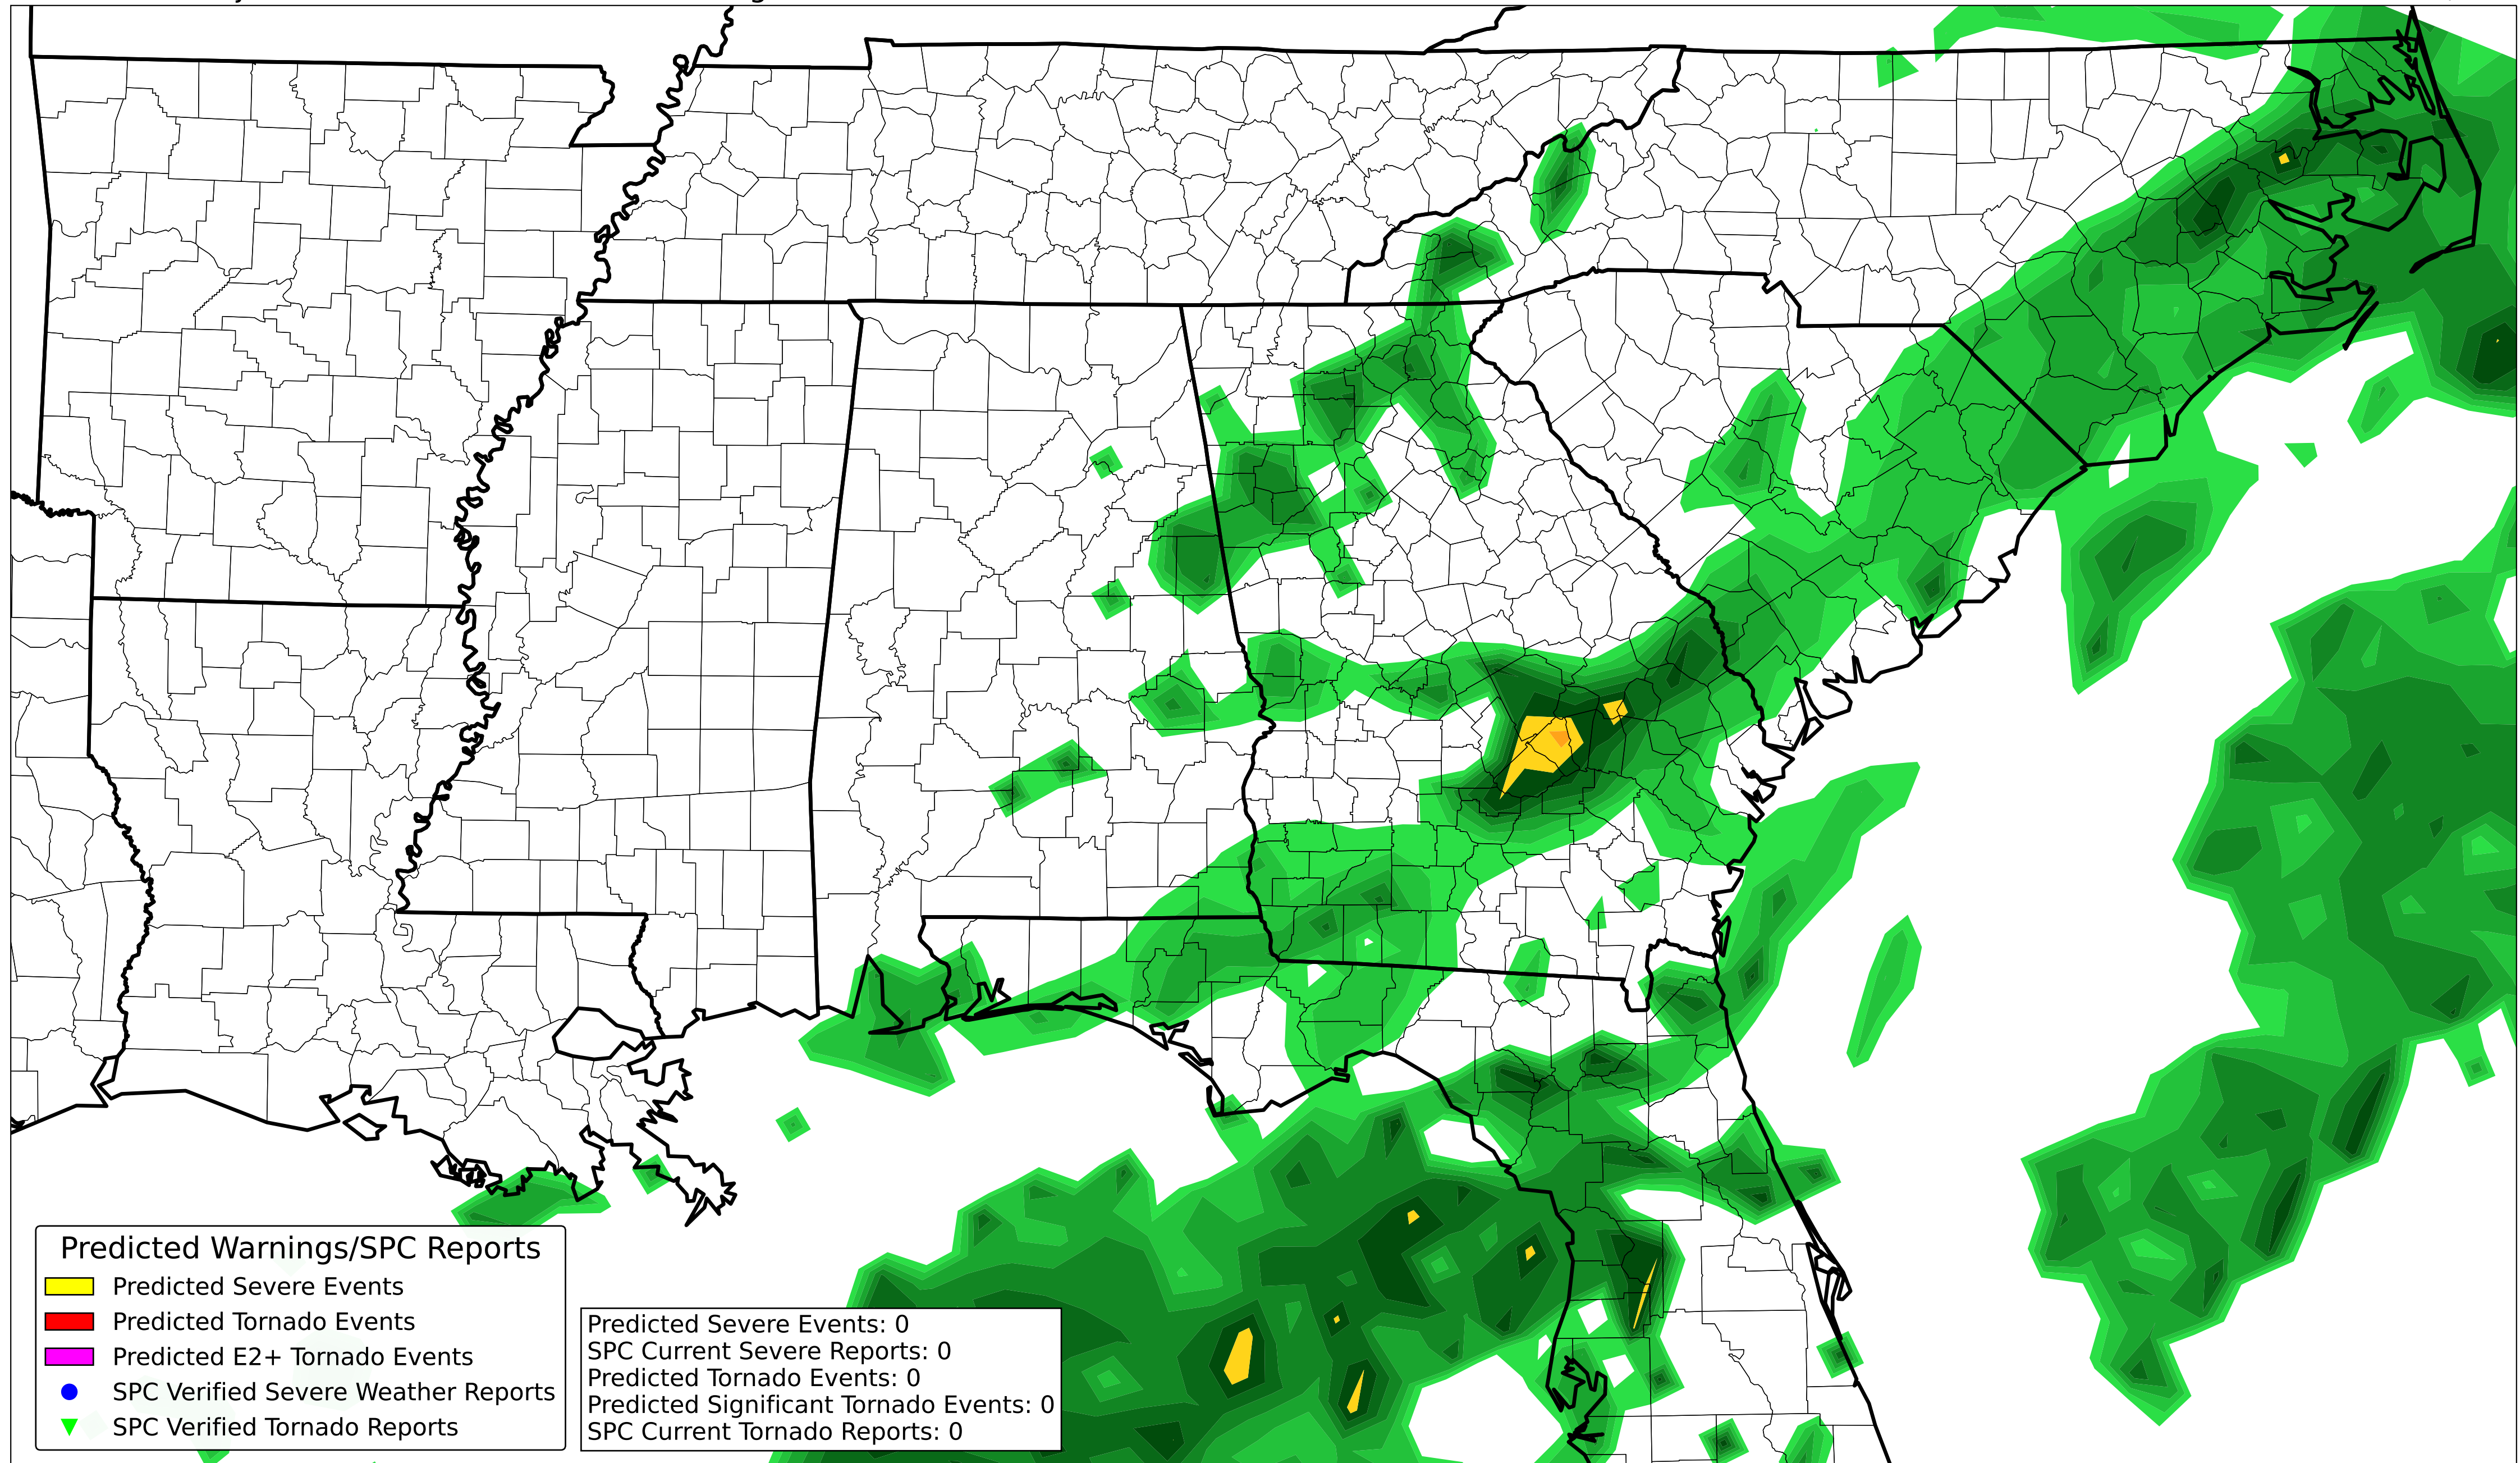 Predicted Warnings/SPC Reports
Predicted Severe Events
Predicted Tornado Events
Predicted E2+ Tornado Events
SPC Verified Severe Weather Reports
SPC Verified Tornado Reports
Predicted Severe Events: 0
SPC Current Severe Reports: 0
Predicted Tornado Events: 0
Predicted Significant Tornado Events: 0
SPC Current Tornado Reports: 0